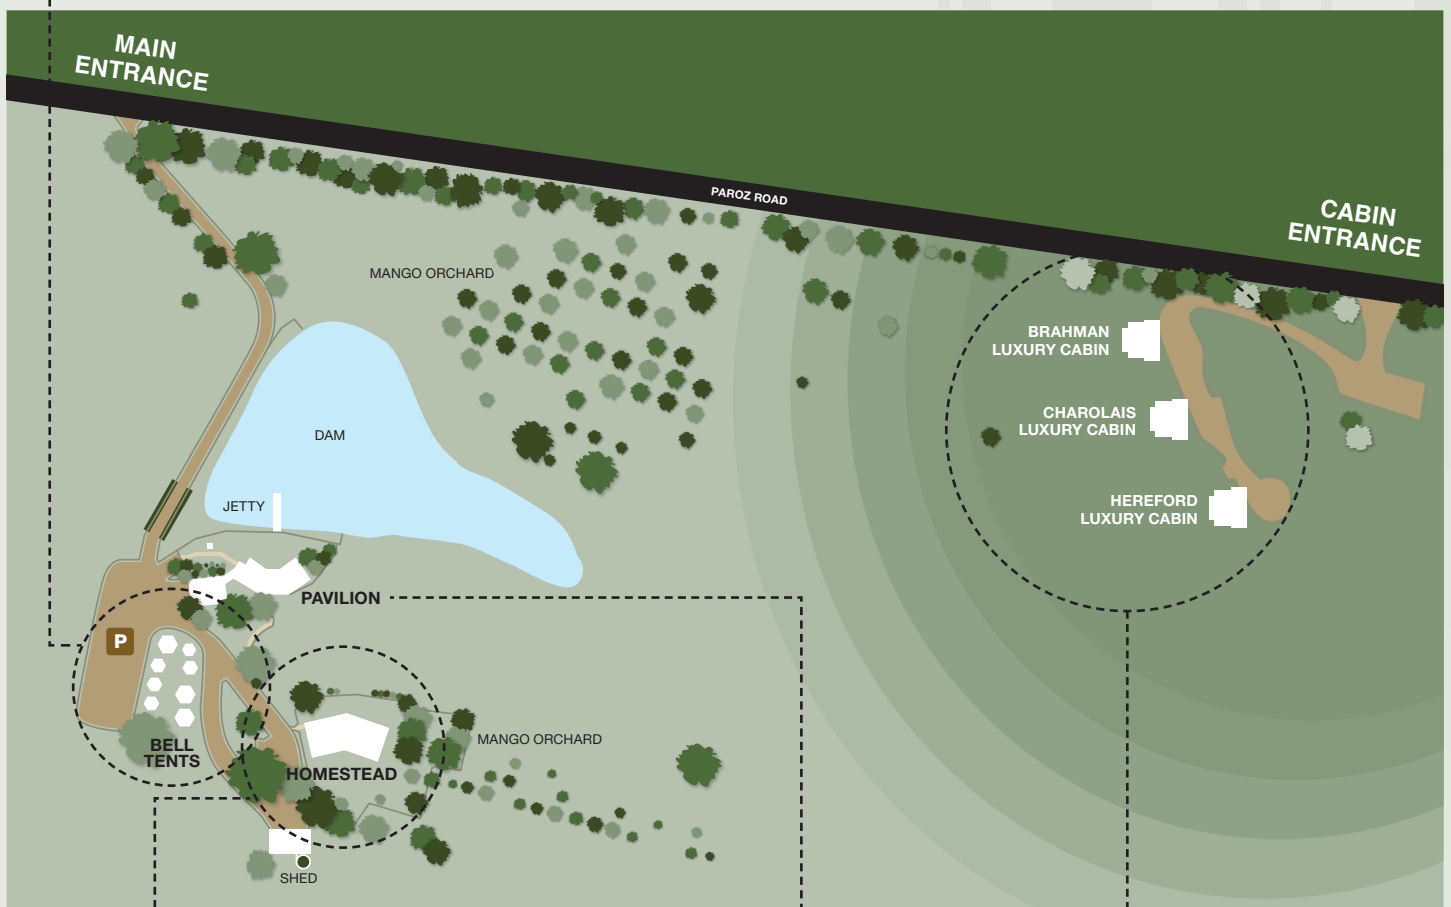 MAIN
ENTRANCE
PAROZ ROAD
CABIN
ENTRANCE
MANGO ORCHARD
BRAHMAN
LUXURY CABIN
CHAROLAIS
LUXURY CABIN
DAM
JETTY
HEREFORD
LUXURY CABIN
PAVILION
P
BELL
TENTS
MANGO ORCHARD
HOMESTEAD
SHED